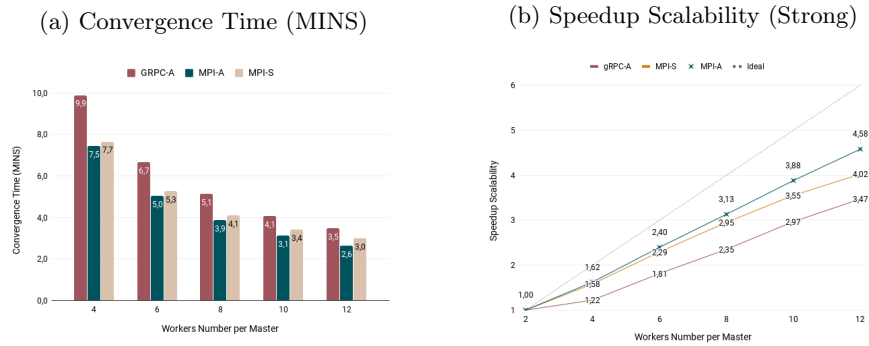 (a) Convergence Time (MINS)
GRPC-A MPI-A MPI-S
Convergence Time (MINS)
10,0
8,0
6,0
4,0
2,0
0,0
9,9 7,5 7,7
6,7 5,0 5,3
5,1 3,9 4,1
4,1 3,1 3,4
3,5 2,6 3,0
4 6 8 10 12
Workers Number per Master
(b) Speedup Scalability (Strong)
gRPC-A MPI-S MPI-A Ideal
Speedup Scalability
6
5
4
3
2
1
1,00
1,62 1,58 1,22
2,40 2,29 1,81
3,13 2,95 2,35
3,88 3,55 2,97
4,58 4,02 3,47
2 4 6 8 10 12
Workers Number per Master